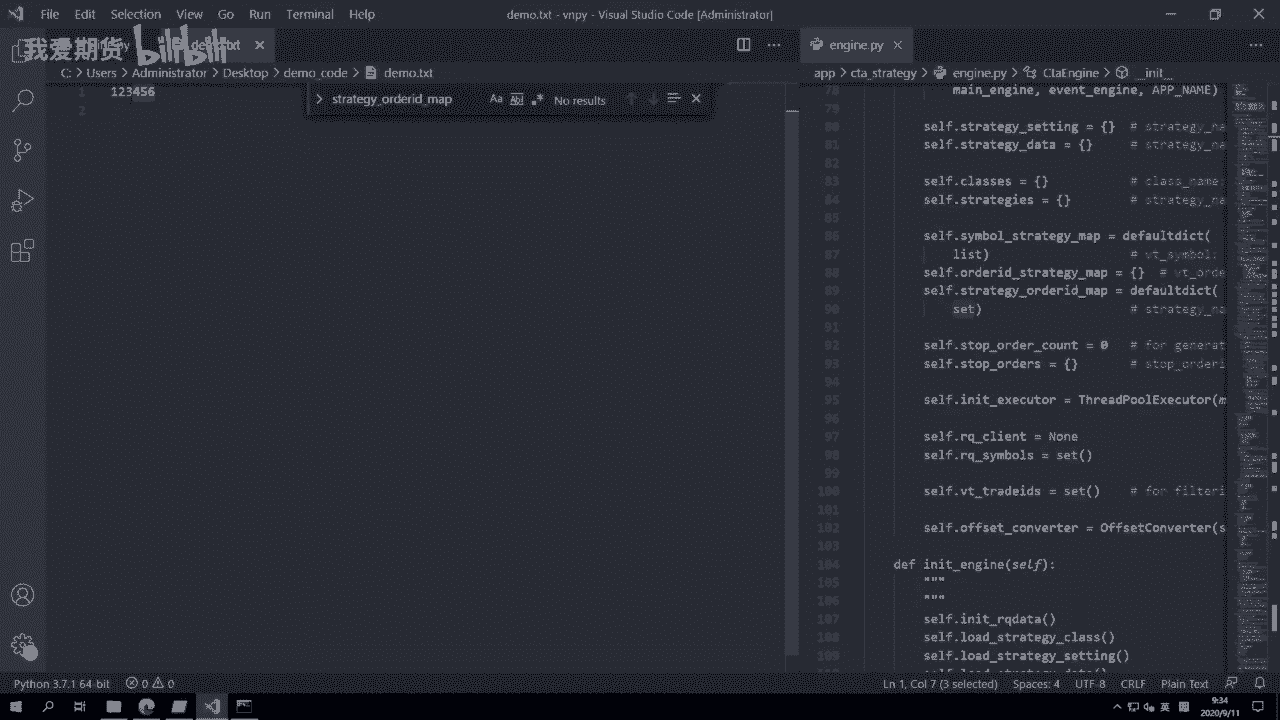 File Edit Selection View Go Run Terminal Help
demo.txt - vnpy - Visual Studio Code [Administrator]
我爱期货 bilibili
engine.py
C: > Users > Administrator > Desktop > demo_code > demo.txt
app > cta_strategy > engine.py > CtaEngine > __init__
1 123456
2
strategy_orderid_map
Aa Ab| .* No results
78 main_engine, event_engine, APP_NAME)
79
80 self.strategy_setting = {} # strategy_na
81 self.strategy_data = {} # strategy_na
82
83 self.classes = {} # class_name
84 self.strategies = {} # strategy_na
85
86 self.symbol_strategy_map = defaultdict(
87 list) # vt_symbol:
88 self.orderid_strategy_map = {} # vt_orde
89 self.strategy_orderid_map = defaultdict(
90 set) # strategy_na
91
92 self.stop_order_count = 0 # for generat
93 self.stop_orders = {} # stop_orderi
94
95 self.init_executor = ThreadPoolExecutor(m
96
97 self.rq_client = None
98 self.rq_symbols = set()
99
100 self.vt_tradeids = set() # for filteri
101
102 self.offset_converter = OffsetConverter(s
103
104 def init_engine(self):
105 """
106 """
107 self.init_rqdata()
108 self.load_strategy_class()
109 self.load_strategy_setting()
Python 3.7.1 64-bit 0 0
Ln 1, Col 7 (3 selected) Spaces: 4 UTF-8 CRLF Plain Text
英
9:34
2020/9/11